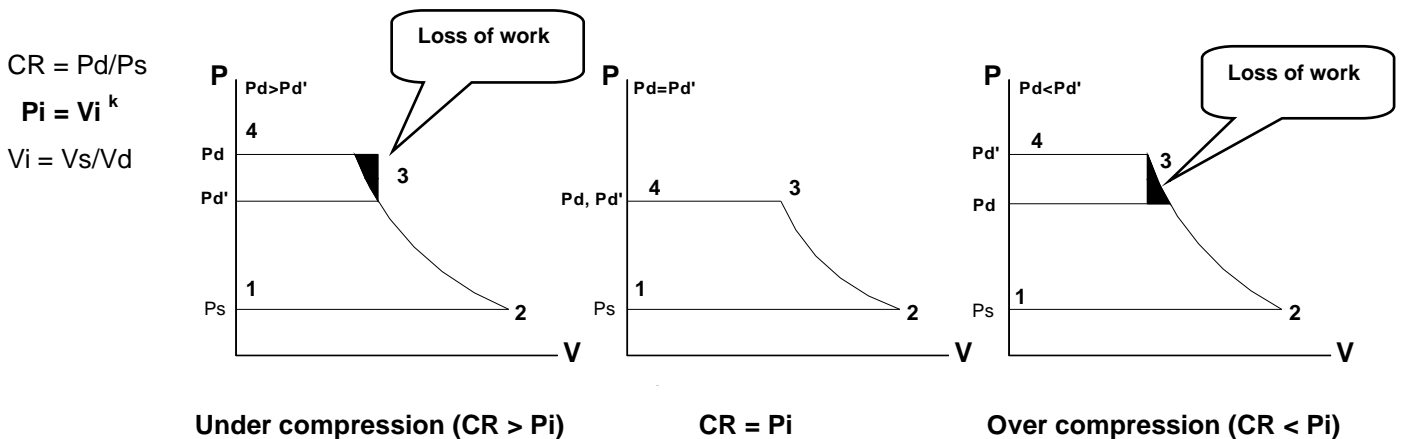 CR = Pd/Ps
Pi = Vi k
Vi = Vs/Vd
Loss of work
P
Pd>Pd'
4
Pd
3
Pd'
1
Ps
2
V
Under compression (CR > Pi)
P
Pd=Pd'
4
3
Pd, Pd'
1
Ps
2
V
CR = Pi
Loss of work
P
Pd<Pd'
4
Pd'
3
Pd
1
Ps
2
V
Over compression (CR < Pi)